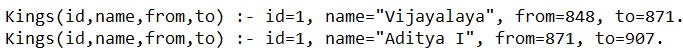 Kings(id,name,from,to) :- id=1, name="Vijayalaya", from=848, to=871.
Kings(id,name,from,to) :- id=1, name="Aditya I", from=871, to=907.